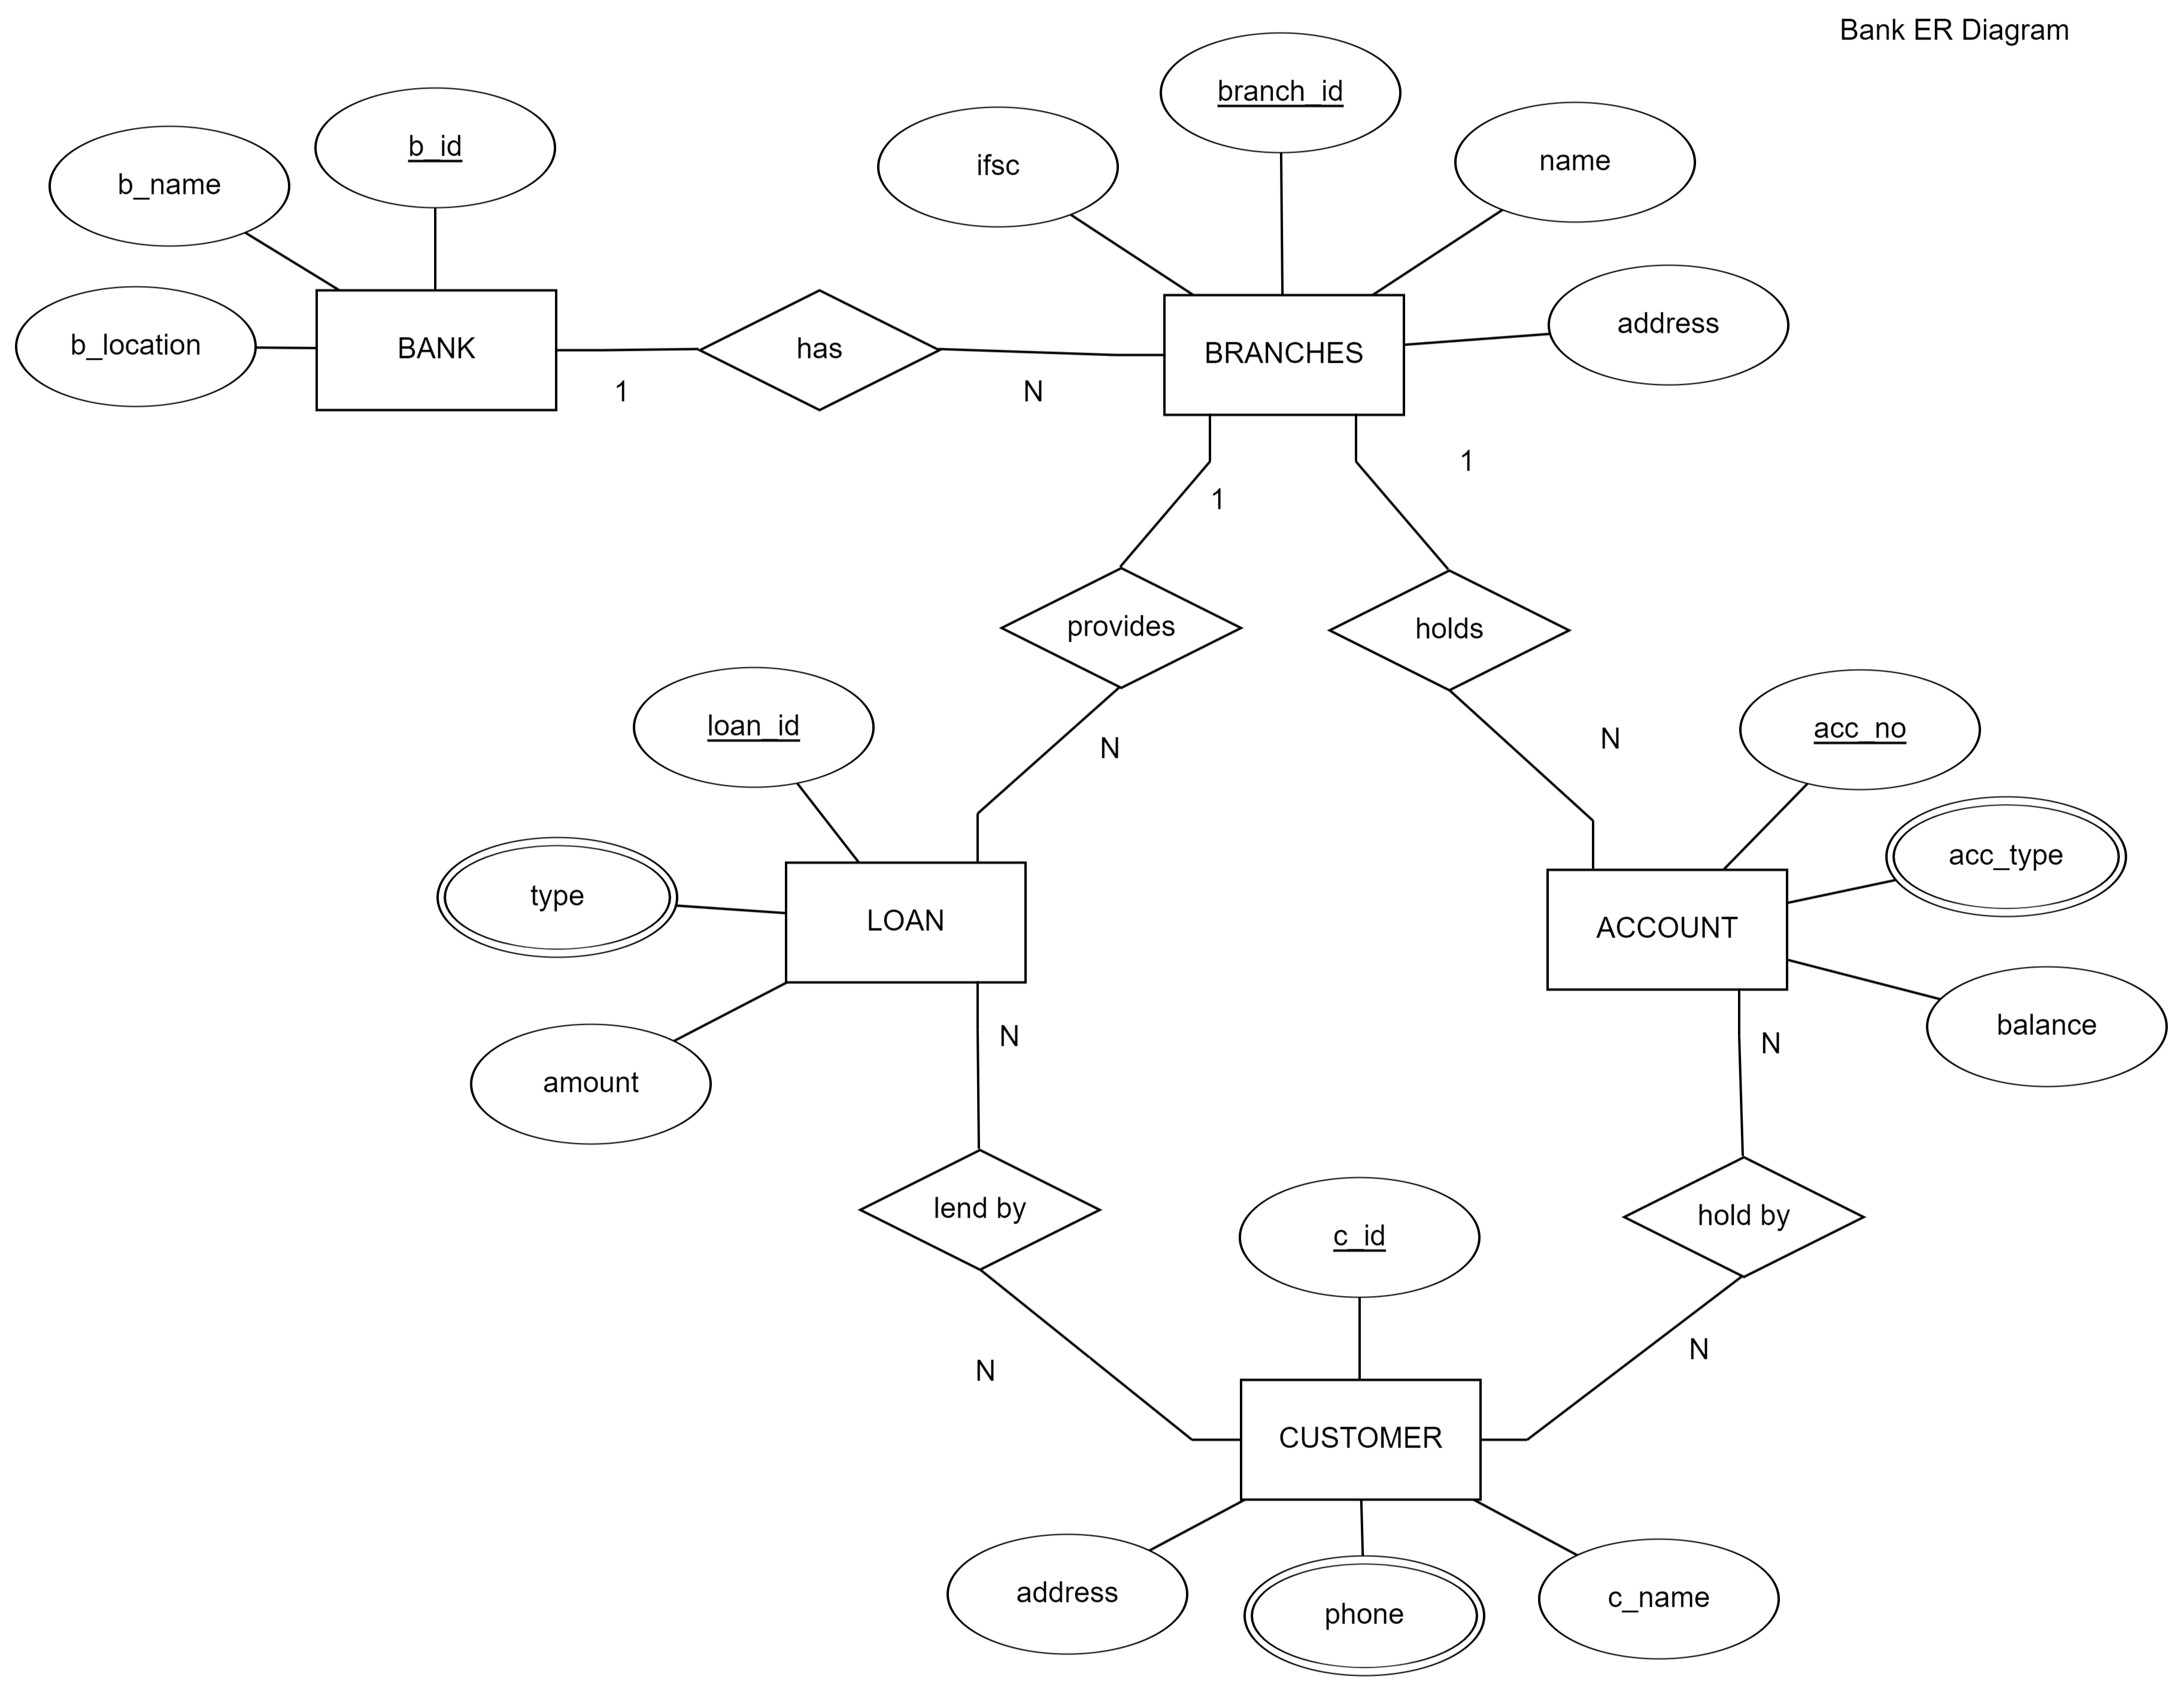 Bank ER Diagram
branch_id
b_id
name
ifsc
b_name
address
b_location
BANK
has
BRANCHES
1
N
1
1
provides
holds
loan_id
acc_no
N
N
acc_type
type
LOAN
ACCOUNT
balance
N
N
amount
lend by
hold by
c_id
N
N
CUSTOMER
address
phone
c_name